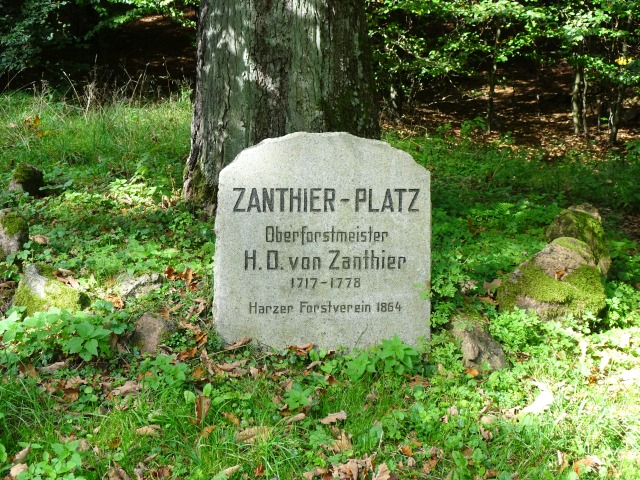 ZANTHIER-PLATZ
Oberforstmeister
H.D. von Zanthier
1717-1778
Harzer Forstverein 1864